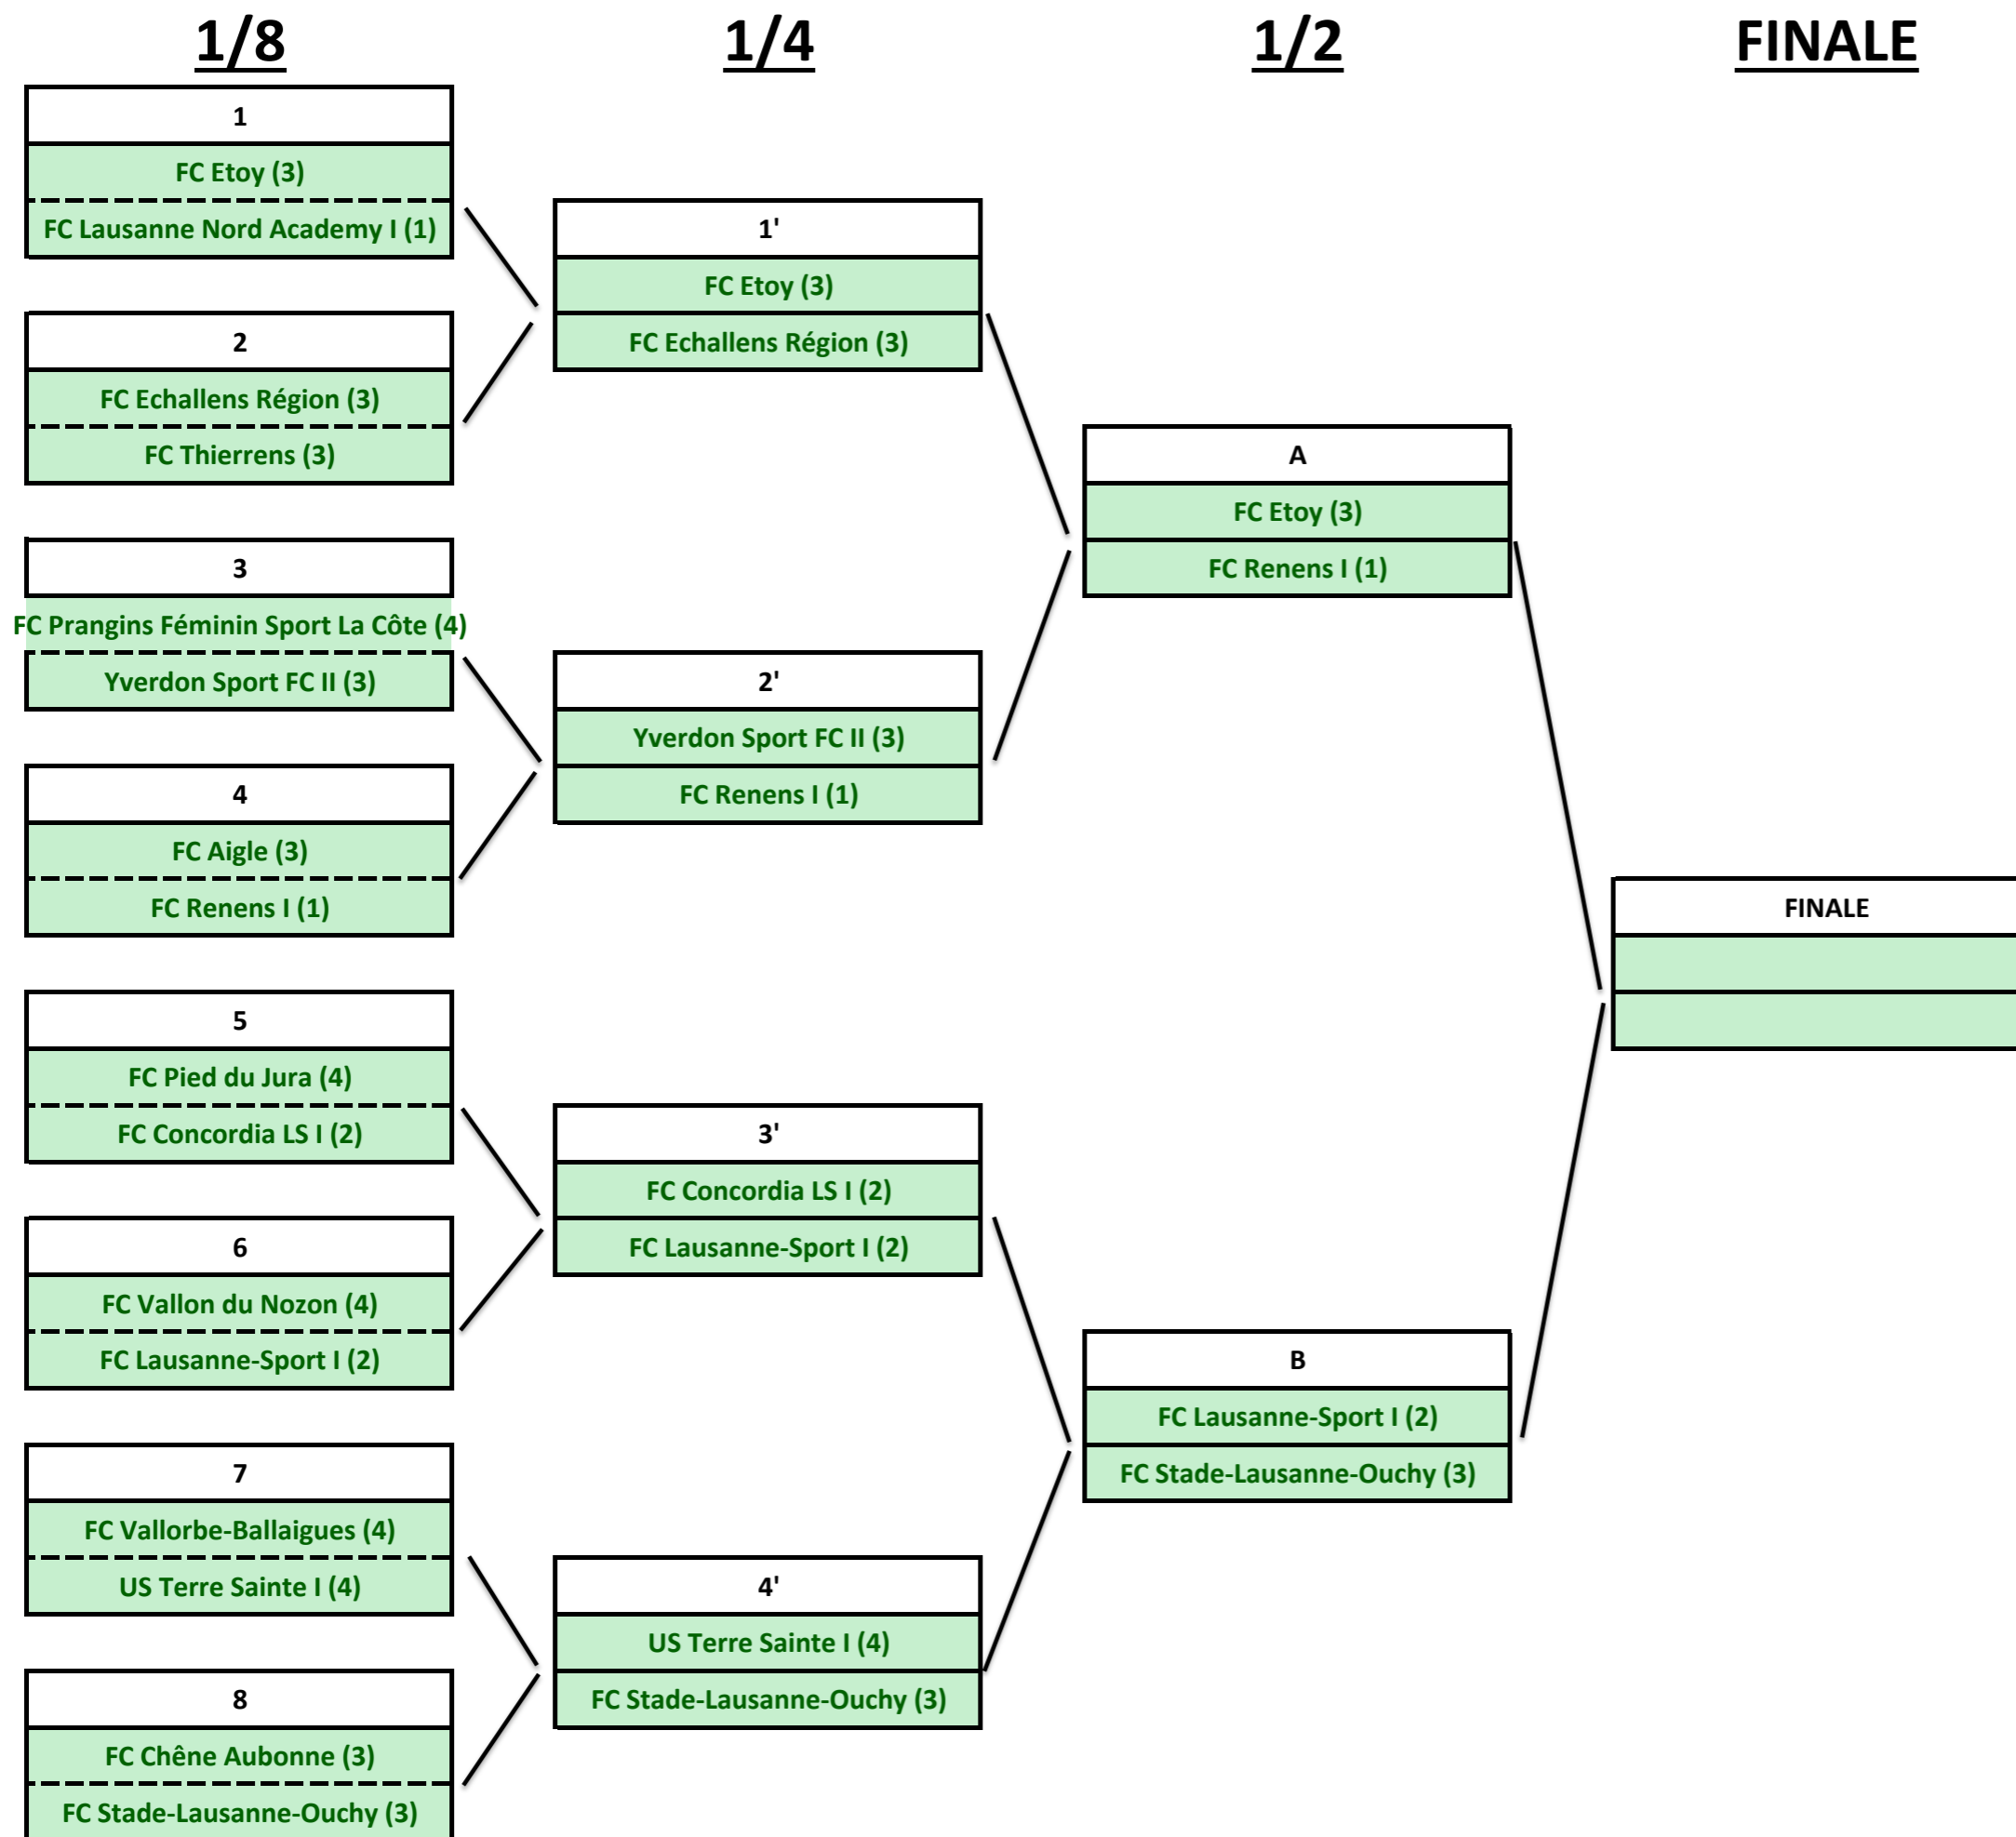 1/8
1/4
1/2
FINALE
1
FC Etoy (3)
FC Lausanne Nord Academy I (1)
2
FC Echallens Région (3)
FC Thierrens (3)
3
FC Prangins Féminin Sport La Côte (4)
Yverdon Sport FC II (3)
4
FC Aigle (3)
FC Renens I (1)
5
FC Pied du Jura (4)
FC Concordia LS I (2)
6
FC Vallon du Nozon (4)
FC Lausanne-Sport I (2)
7
FC Vallorbe-Ballaigues (4)
US Terre Sainte I (4)
8
FC Chêne Aubonne (3)
FC Stade-Lausanne-Ouchy (3)
1'
FC Etoy (3)
FC Echallens Région (3)
2'
Yverdon Sport FC II (3)
FC Renens I (1)
3'
FC Concordia LS I (2)
FC Lausanne-Sport I (2)
4'
US Terre Sainte I (4)
FC Stade-Lausanne-Ouchy (3)
A
FC Etoy (3)
FC Renens I (1)
B
FC Lausanne-Sport I (2)
FC Stade-Lausanne-Ouchy (3)
FINALE